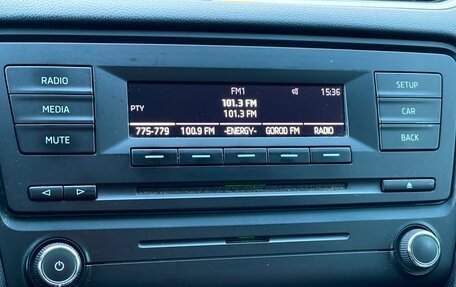 RADIO
MEDIA
MUTE
FM1
15:36
101.3 FM
PTY
101.3 FM
775-779 100.9 FM -ENERGY- GOROD FM RADIO
SETUP
CAR
BACK